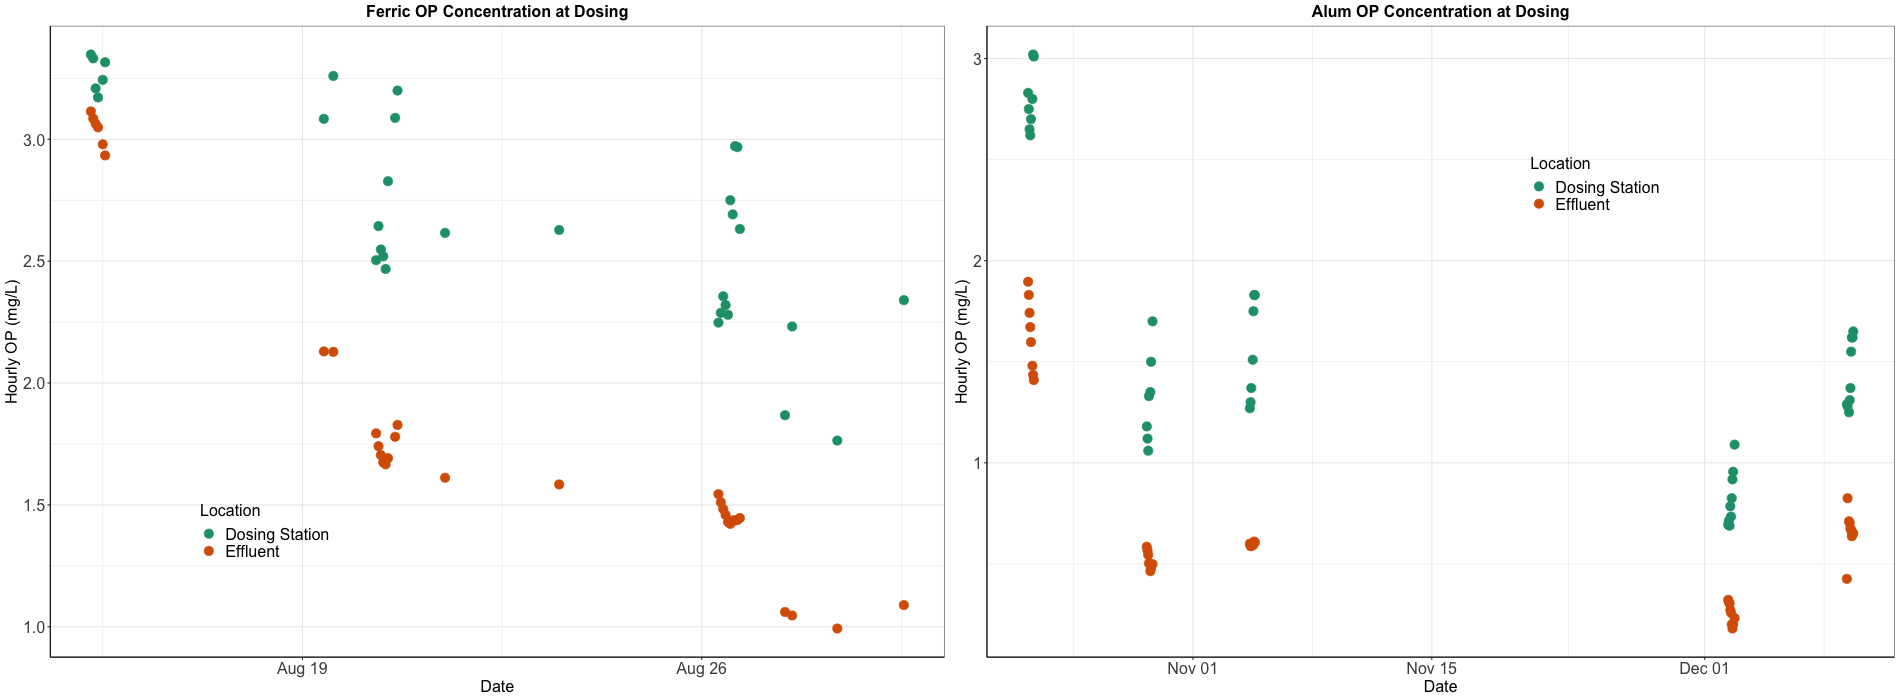 Ferric OP Concentration at Dosing
Hourly OP (mg/L)
3.0
2.5
2.0
1.5
1.0
Location
Dosing Station
Effluent
Aug 19
Aug 26
Date
Alum OP Concentration at Dosing
Hourly OP (mg/L)
3
2
1
Location
Dosing Station
Effluent
Nov 01
Nov 15
Dec 01
Date